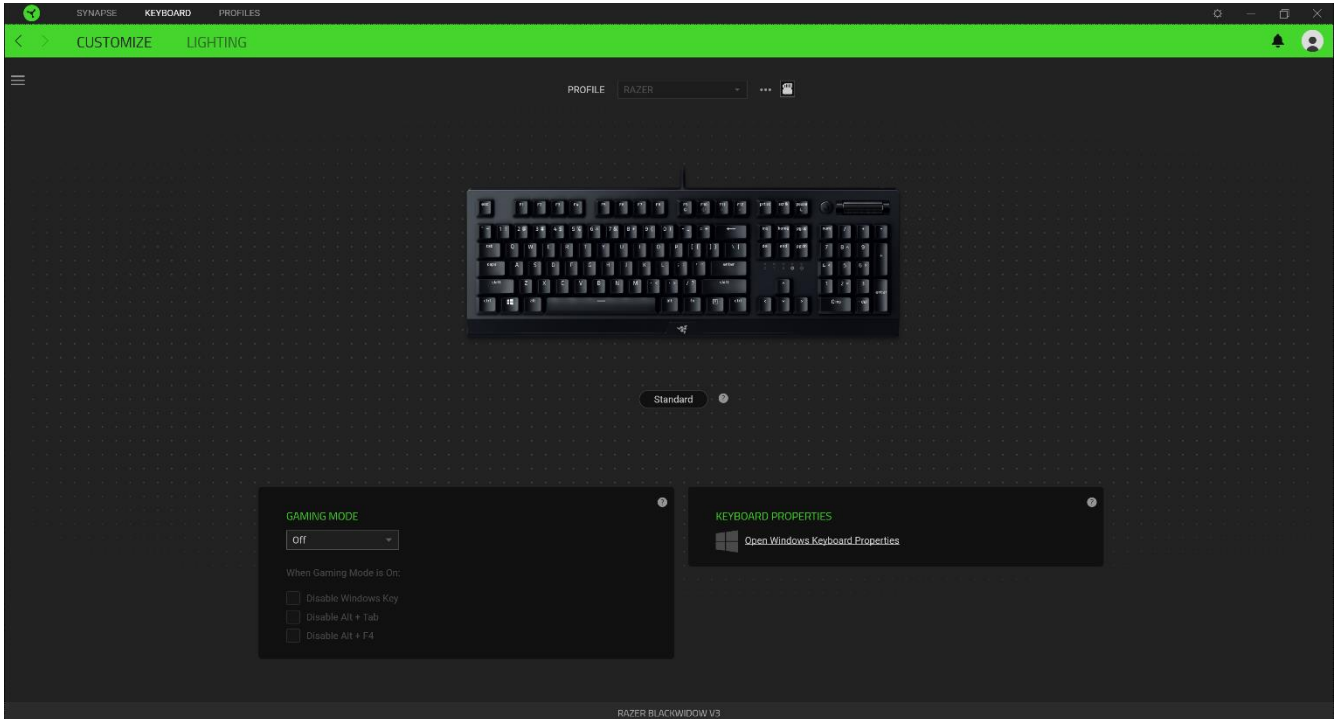 SYNAPSE KEYBOARD PROFILES
CUSTOMIZE LIGHTING
PROFILE RAZER
Standard
GAMING MODE
Off
When Gaming Mode is On:
Disable Windows Key
Disable Alt + Tab
Disable Alt + F4
KEYBOARD PROPERTIES
Open Windows Keyboard Properties
RAZER BLACKWIDOW V3